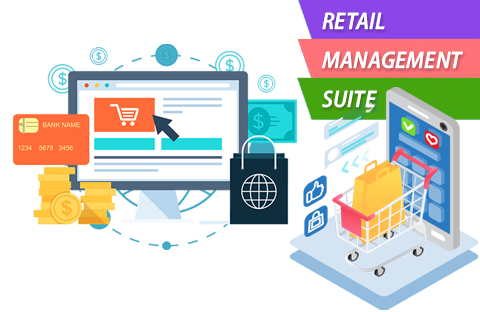 RETAIL
MANAGEMENT
SUITE
BANK NAME
1234 5678 3456